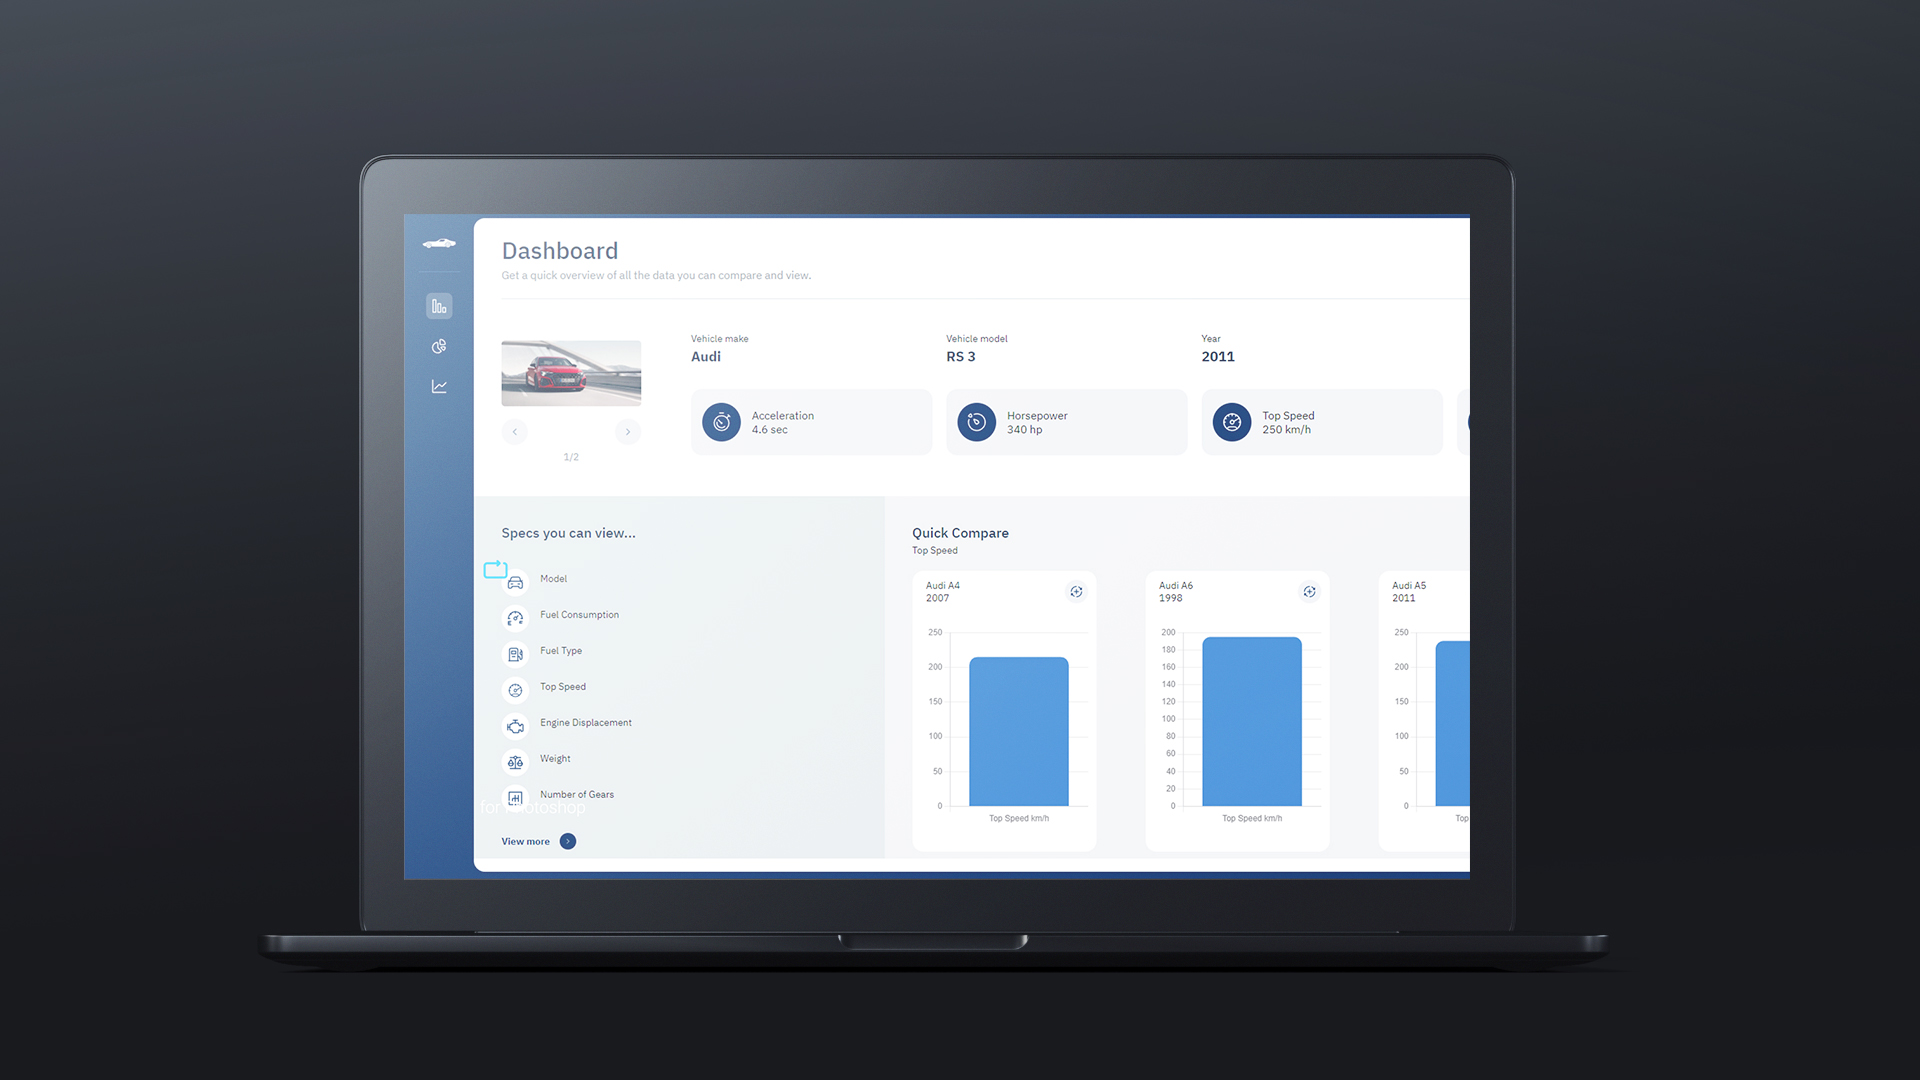 Dashboard
Get a quick overview of all the data you can compare and view.
Vehicle make
Audi
Vehicle model
RS 3
Year
2011
Acceleration
4.6 sec
Horsepower
340 hp
Top Speed
250 km/h
1/2
Specs you can view...
Model
Fuel Consumption
Fuel Type
Top Speed
Engine Displacement
Weight
Number of Gears
for Photoshop
View more
Quick Compare
Top Speed
Audi A4
2007
250
200
150
100
50
0
Top Speed km/h
Audi A6
1998
200
180
160
140
120
100
80
60
40
20
0
Top Speed km/h
Audi A5
2011
250
200
150
100
50
0
Top